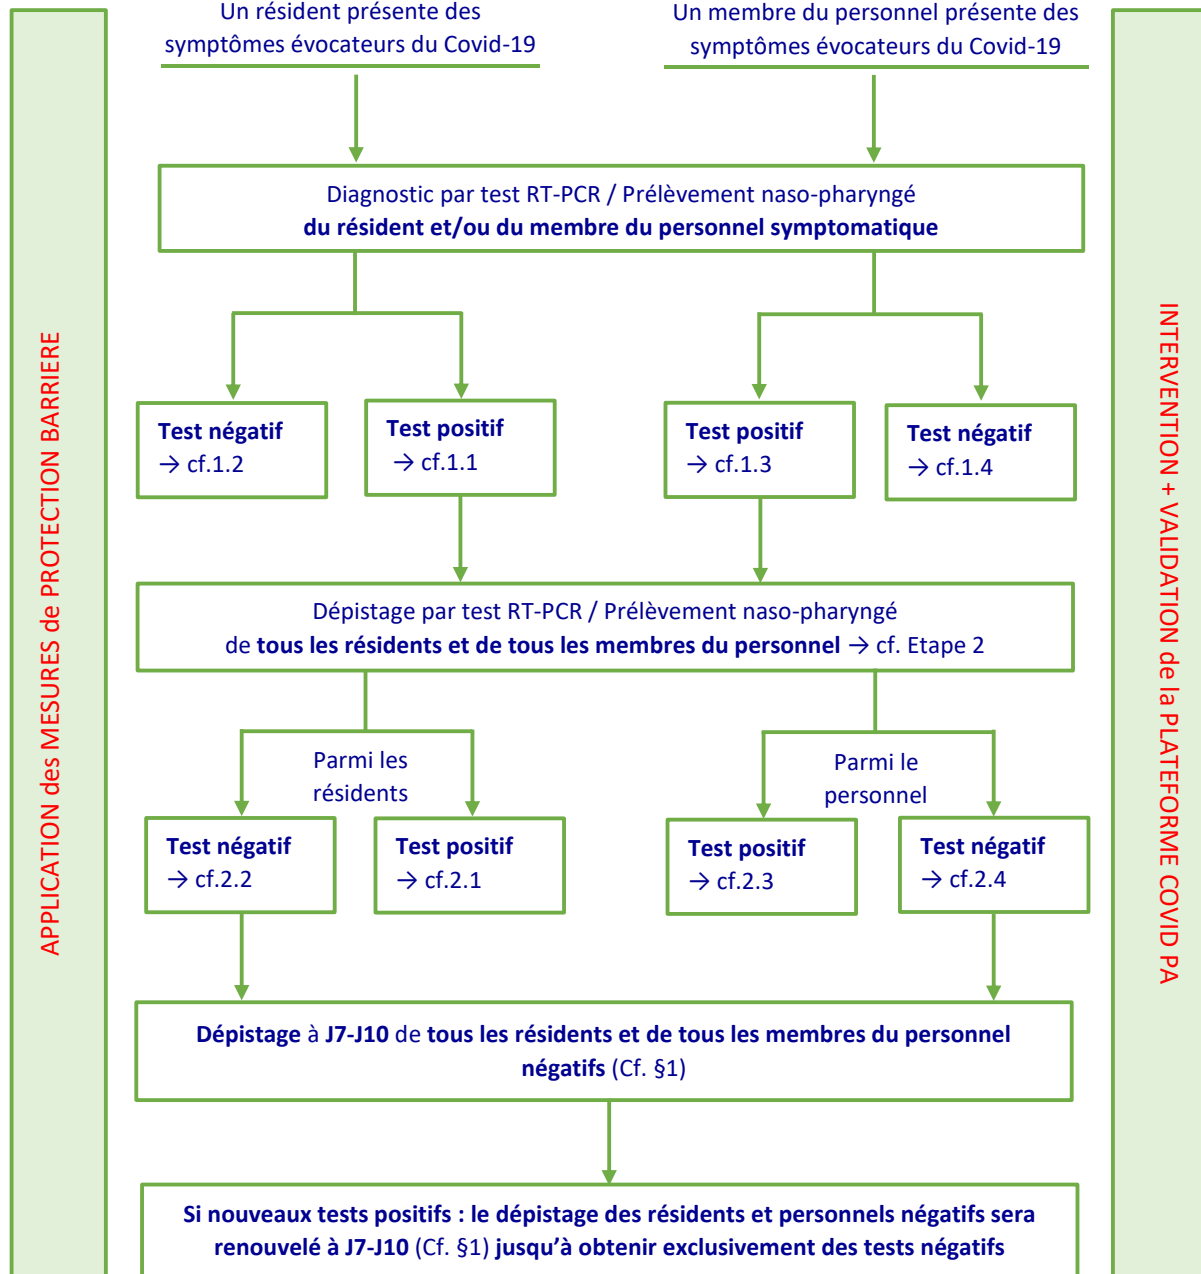 Un résident présente des
symptômes évocateurs du Covid-19
Un membre du personnel présente des
symptômes évocateurs du Covid-19
APPLICATION des MESURES de PROTECTION BARRIERE
INTERVENTION + VALIDATION de la PLATEFORME COVID PA
Diagnostic par test RT-PCR / Prélèvement naso-pharyngé
du résident et/ou du membre du personnel symptomatique
Test négatif
→ cf.1.2
Test positif
→ cf.1.1
Test positif
→ cf.1.3
Test négatif
→ cf.1.4
Dépistage par test RT-PCR / Prélèvement naso-pharyngé
de tous les résidents et de tous les membres du personnel → cf. Etape 2
Parmi les
résidents
Parmi le
personnel
Test négatif
→ cf.2.2
Test positif
→ cf.2.1
Test positif
→ cf.2.3
Test négatif
→ cf.2.4
Dépistage à J7-J10 de tous les résidents et de tous les membres du personnel
négatifs (Cf. §1)
Si nouveaux tests positifs : le dépistage des résidents et personnels négatifs sera
renouvelé à J7-J10 (Cf. §1) jusqu’à obtenir exclusivement des tests négatifs